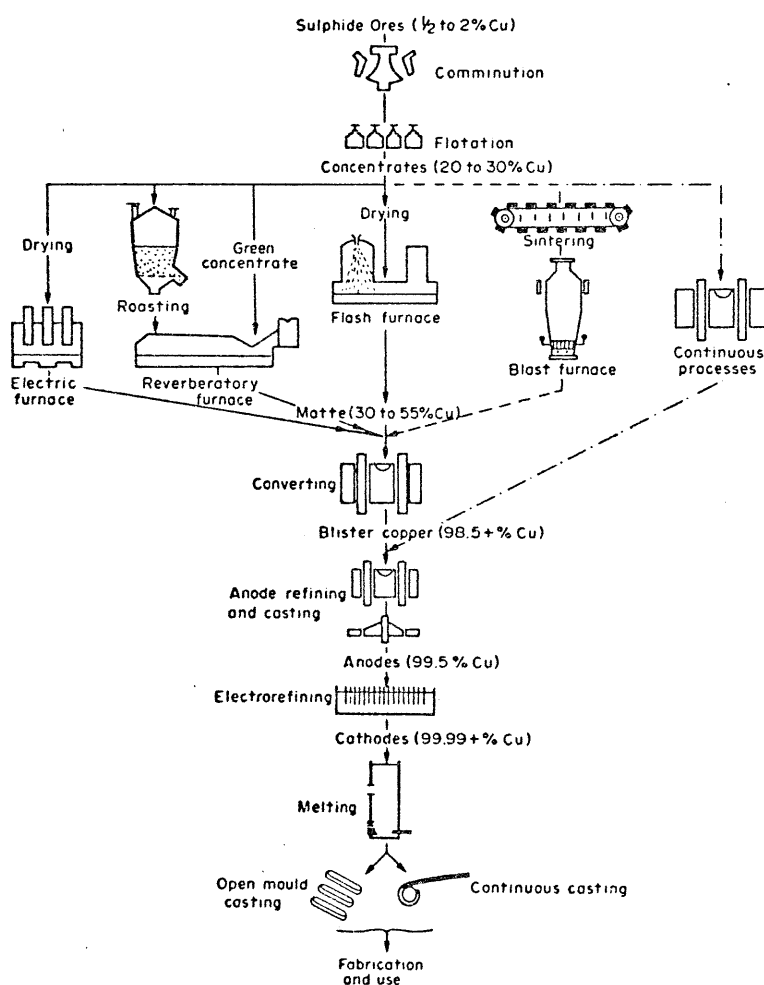 Sulphide Ores (½ to 2% Cu)
Comminution
Flotation
Concentrates (20 to 30% Cu)
Drying
Roasting
Green
concentrate
Drying
Flash furnace
Sintering
Blast furnace
Continuous
processes
Electric
furnace
Reverberatory
furnace
Matte (30 to 55% Cu)
Converting
Blister copper (98.5+% Cu)
Anode refining
and casting
Anodes (99.5% Cu)
Electrorefining
Cathodes (99.99+% Cu)
Melting
Open mould
casting
Continuous casting
Fabrication
and use